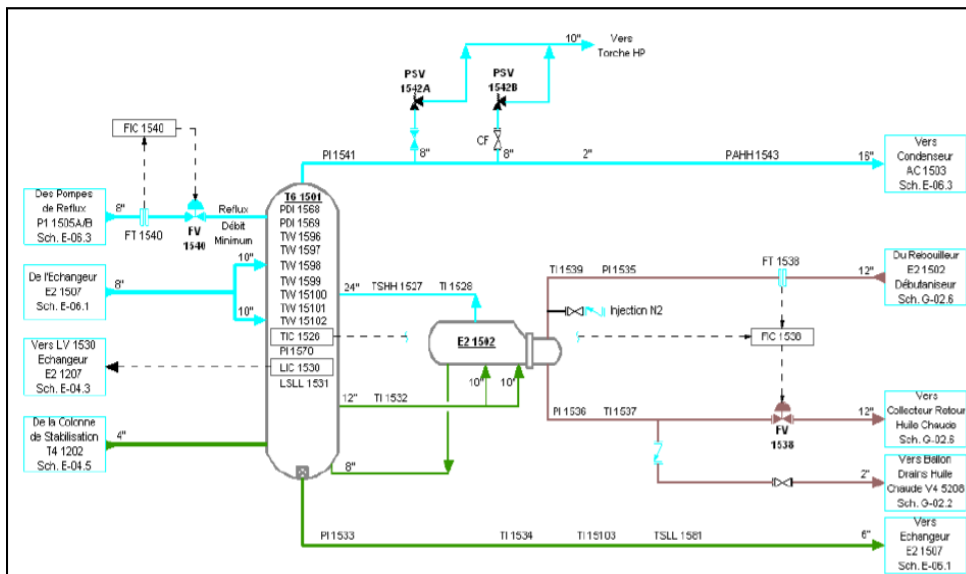 10"
Vers
Torche HP
PSV
1542A
PSV
1542B
FIC 1540
CF
PI 1541
8"
8"
2"
PAHH 1543
16"
Vers
Condenseur
AC 1503
Sch. E-06.3
Des Pompes
de Reflux
P1 1505A/B
Sch. E-06.3
8"
FT 1540
FV
1540
Reflux
Débit
Minimum
T6 1501
PDI 1568
PDI 1569
TW 1596
TW 1597
TW 1598
TW 1599
TW 15100
TW 15101
TW 15102
TIC 1526
PI 1570
LIC 1530
LSLL 1531
De l'Echangeur
E2 1507
Sch. E-06.1
8"
10"
10"
24"
TSHH 1527
TI 1528
TI 1539
PI 1535
FT 1538
12"
Du Rebouilleur
E2 1502
Débutaniseur
Sch. G-02.6
Injection N2
E2 1502
FIC 1538
Vers LV 1530
Echangeur
E2 1207
Sch. E-04.3
12"
TI 1532
10"
10"
PI 1536
TI 1537
FV
1538
12"
Vers
Collecteur Retour
Huile Chaude
Sch. G-02.6
De la Colonne
de Stabilisation
T4 1202
Sch. E-04.5
4"
8"
2"
Vers Ballon
Drains Huile
Chaude V4 5208
Sch. G-02.2
PI 1533
TI 1534
TI 15103
TSLL 1581
6"
Vers
Echangeur
E2 1507
Sch. E-06.1